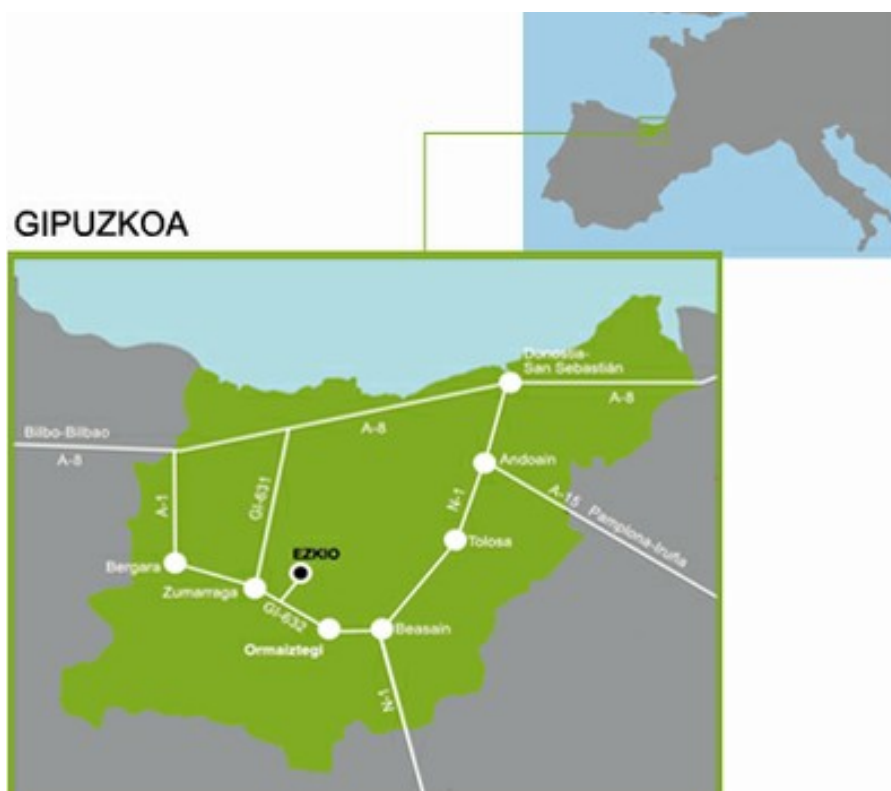 GIPUZKOA
Donostia-
San Sebastián
A-8
A-8
Bilbo-Bilbao
A-8
Andoain
A-1
GI-631
N-1
A-15 Pamplona-Iruña
Tolosa
EZKIO
Bergara
Zumarraga
GI-632
Ormaiztegi
Beasain
N-1